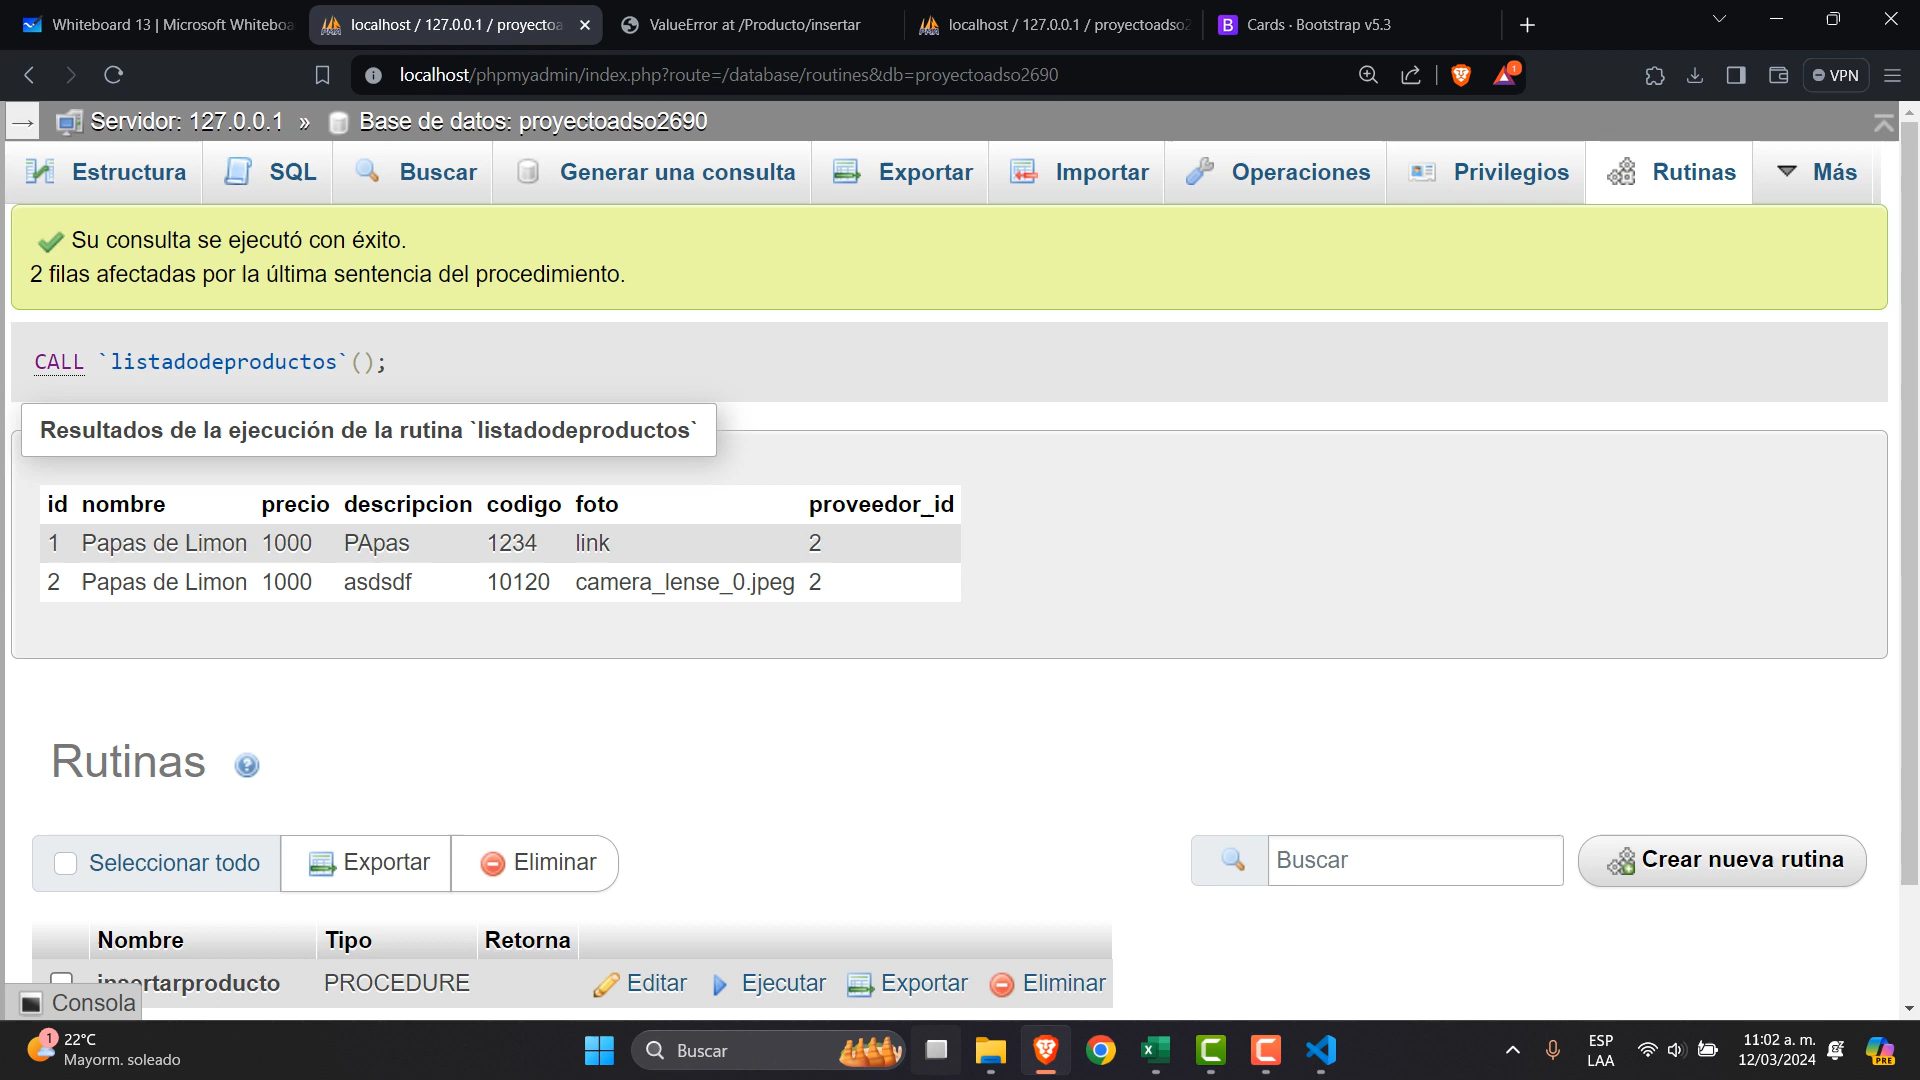 Whiteboard 13 | Microsoft Whiteboa
localhost / 127.0.0.1 / proyectoa
ValueError at /Producto/insertar
localhost / 127.0.0.1 / proyectoadso2
Cards · Bootstrap v5.3
localhost/phpmyadmin/index.php?route=/database/routines&db=proyectoadso2690
1
VPN
Servidor: 127.0.0.1 » Base de datos: proyectoadso2690
Estructura SQL Buscar Generar una consulta Exportar Importar Operaciones Privilegios Rutinas Más
Su consulta se ejecutó con éxito.
2 filas afectadas por la última sentencia del procedimiento.
CALL `listadodeproductos`();
Resultados de la ejecución de la rutina `listadodeproductos`
id nombre precio descripcion codigo foto proveedor_id
1 Papas de Limon 1000 PApas 1234 link 2
2 Papas de Limon 1000 asdsdf 10120 camera_lense_0.jpeg 2
Rutinas
Seleccionar todo Exportar Eliminar Buscar Crear nueva rutina
Nombre Tipo Retorna
insertarproducto PROCEDURE Editar Ejecutar Exportar Eliminar
Consola
1
22°C
Mayorm. soleado
Buscar
ESP
LAA
11:02 a. m.
12/03/2024
PRE